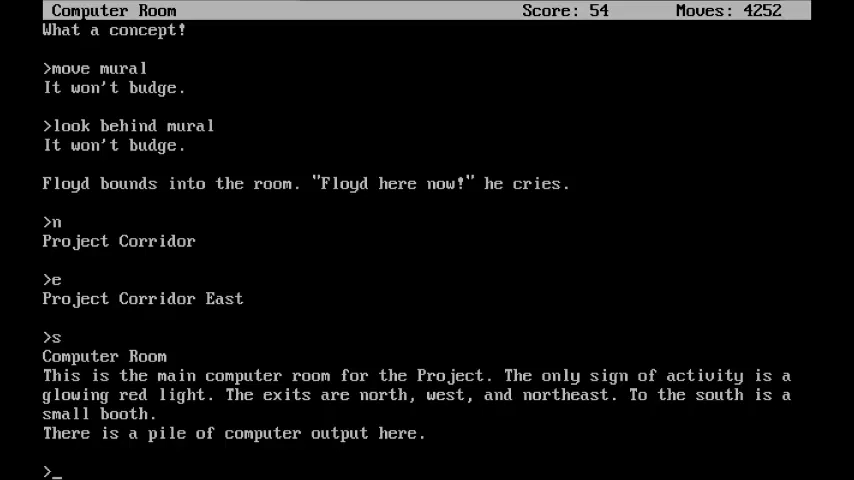 Computer Room Score: 54 Moves: 4252
What a concept!
>move mural
It won't budge.
>look behind mural
It won't budge.
Floyd bounds into the room. "Floyd here now!" he cries.
>n
Project Corridor
>e
Project Corridor East
>s
Computer Room
This is the main computer room for the Project. The only sign of activity is a
glowing red light. The exits are north, west, and northeast. To the south is a
small booth.
There is a pile of computer output here.
>_